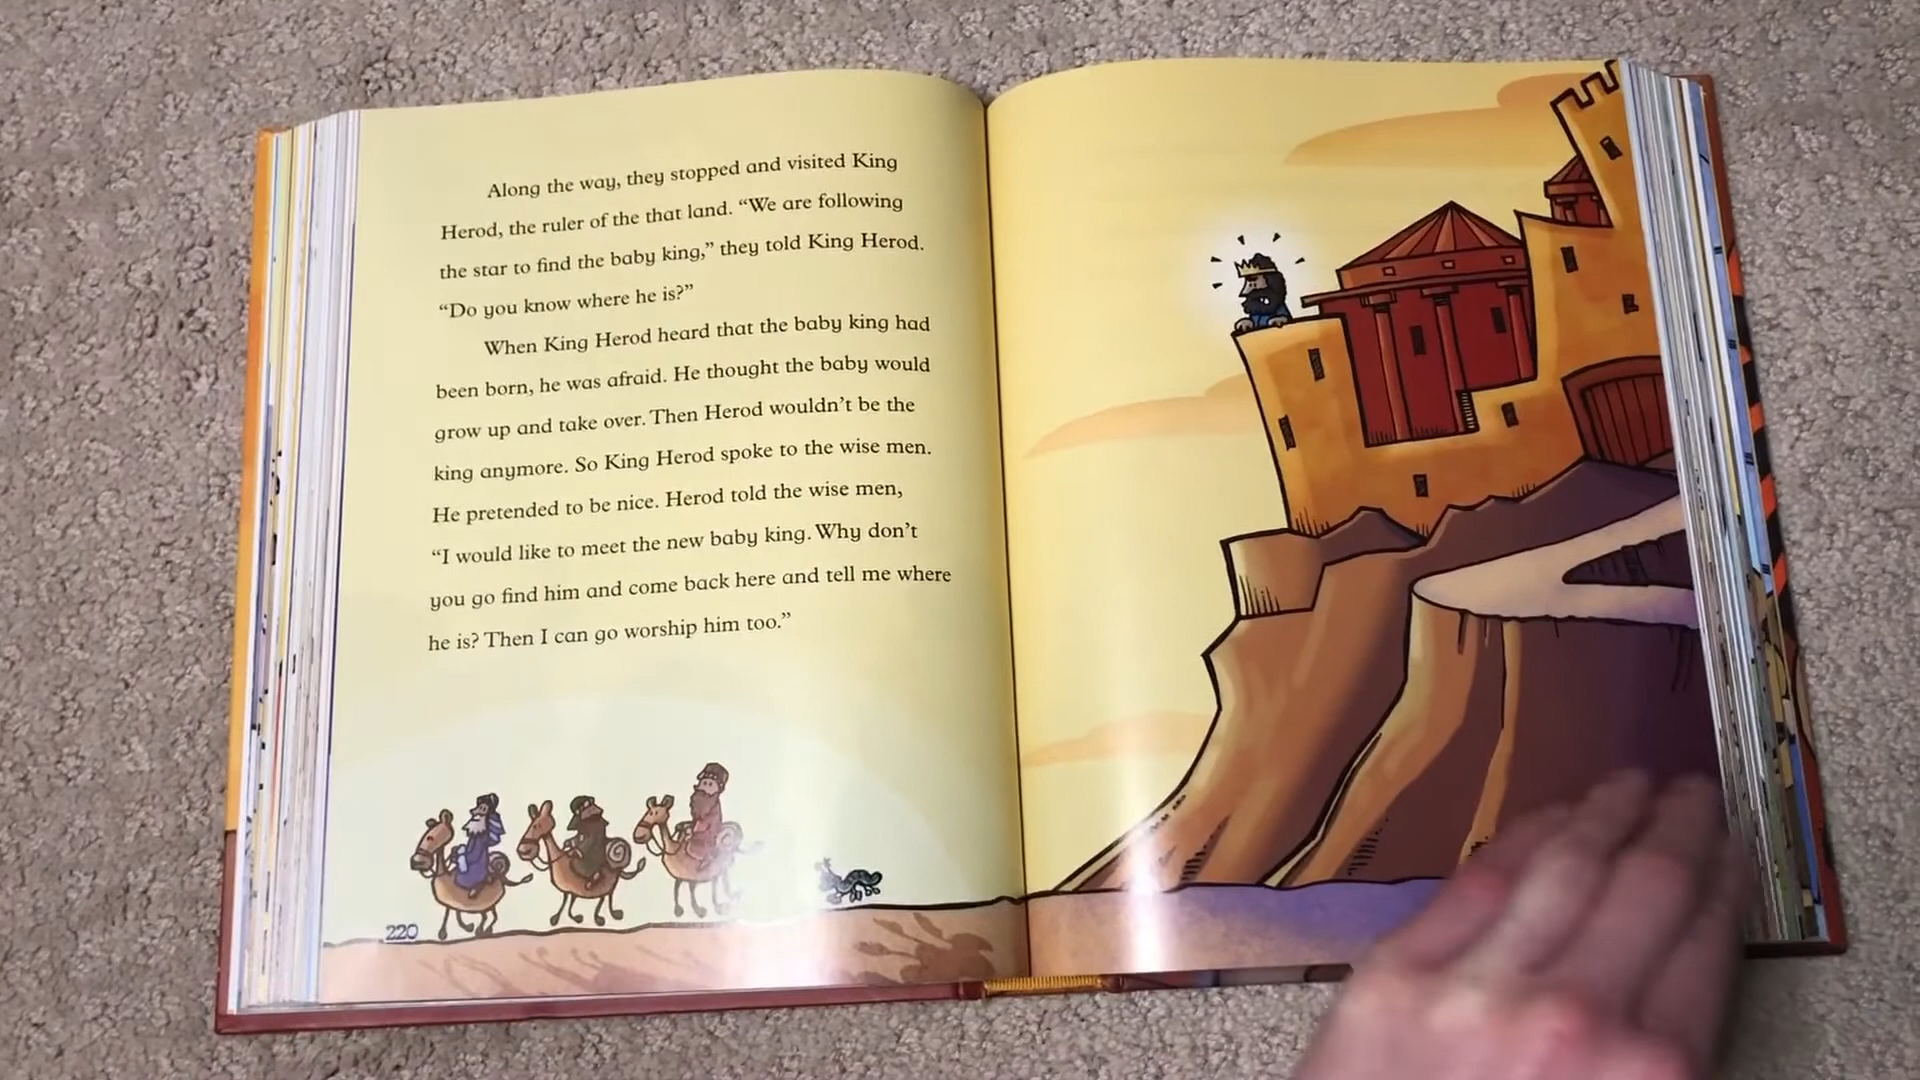 Along the way, they stopped and visited King
Herod, the ruler of the that land. “We are following
the star to find the baby king,” they told King Herod.
“Do you know where he is?”
When King Herod heard that the baby king had
been born, he was afraid. He thought the baby would
grow up and take over. Then Herod wouldn’t be the
king anymore. So King Herod spoke to the wise men.
He pretended to be nice. Herod told the wise men,
“I would like to meet the new baby king. Why don’t
you go find him and come back here and tell me where
he is? Then I can go worship him too.”
220